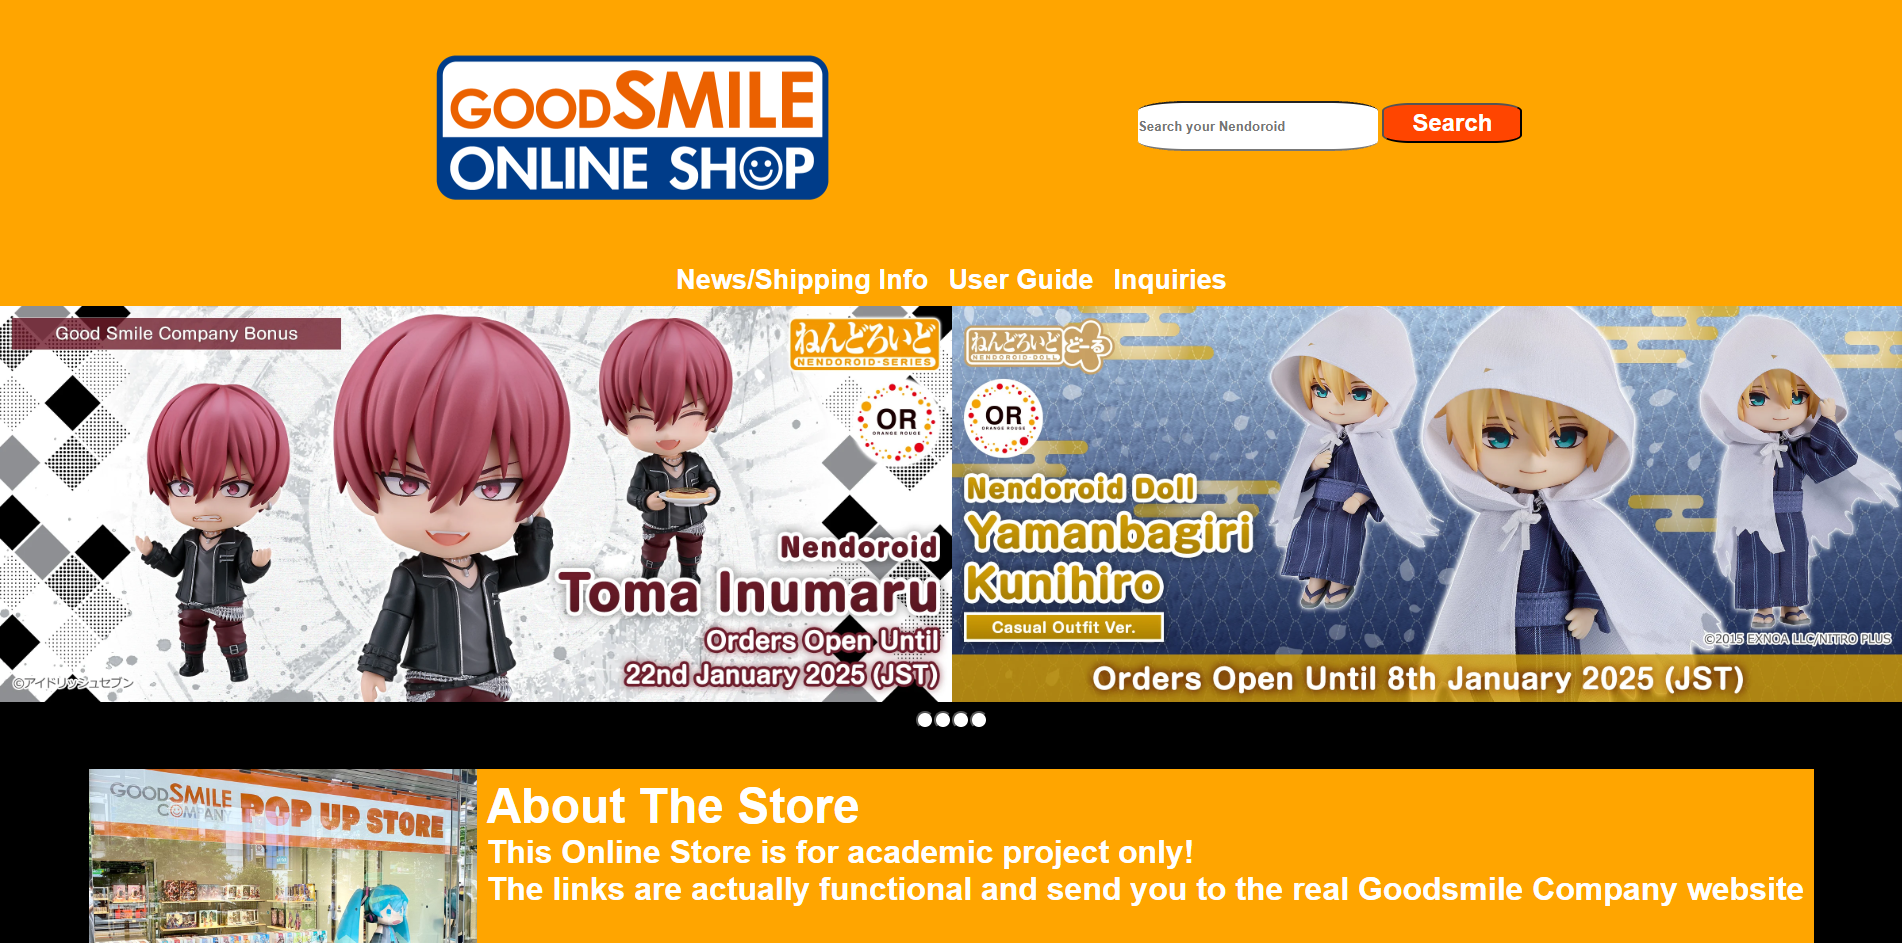 GOODSMILE
ONLINE SHOP
Search your Nendoroid
Search
News/Shipping Info
User Guide
Inquiries
Good Smile Company Bonus
ねんどろいど
NENDOROID・SERIES
OR
ORANGE ROUGE
Nendoroid
Toma Inumaru
Orders Open Until
22nd January 2025 (JST)
©アイドリッシュセブン
ねんどろいど どーる
NENDOROID・DOLL
OR
ORANGE ROUGE
Nendoroid Doll
Yamanbagiri
Kunihiro
Casual Outfit Ver.
©2015 EXNOA LLC/NITRO PLUS
Orders Open Until 8th January 2025 (JST)
GOODSMILE
COMPANY
POP UP STORE
About The Store
This Online Store is for academic project only!
The links are actually functional and send you to the real Goodsmile Company website